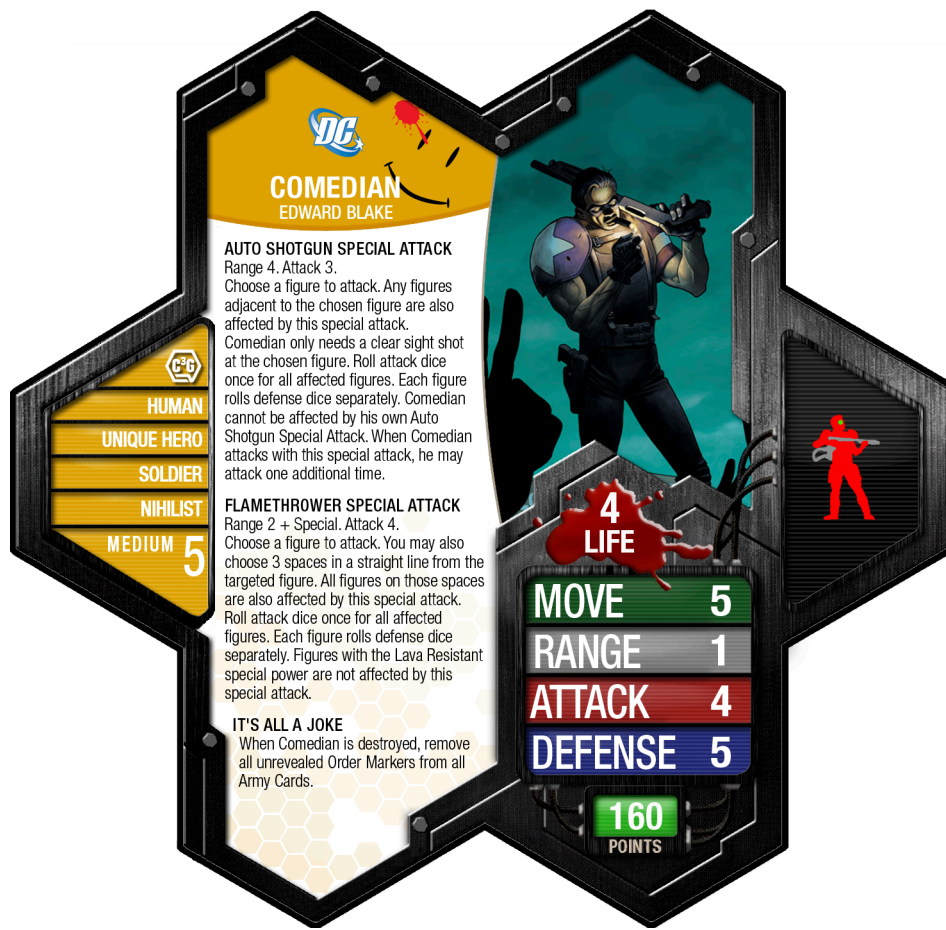 DC
COMEDIAN
EDWARD BLAKE
AUTO SHOTGUN SPECIAL ATTACK
Range 4. Attack 3.
Choose a figure to attack. Any figures
adjacent to the chosen figure are also
affected by this special attack.
Comedian only needs a clear sight shot
at the chosen figure. Roll attack dice
once for all affected figures. Each figure
rolls defense dice separately. Comedian
cannot be affected by his own Auto
Shotgun Special Attack. When Comedian
attacks with this special attack, he may
attack one additional time.
FLAMETHROWER SPECIAL ATTACK
Range 2 + Special. Attack 4.
Choose a figure to attack. You may also
choose 3 spaces in a straight line from the
targeted figure. All figures on those spaces
are also affected by this special attack.
Roll attack dice once for all affected
figures. Each figure rolls defense dice
separately. Figures with the Lava Resistant
special power are not affected by this
special attack.
IT'S ALL A JOKE
When Comedian is destroyed, remove
all unrevealed Order Markers from all
Army Cards.
C3G
HUMAN
UNIQUE HERO
SOLDIER
NIHILIST
MEDIUM 5
4
LIFE
MOVE 5
RANGE 1
ATTACK 4
DEFENSE 5
160
POINTS